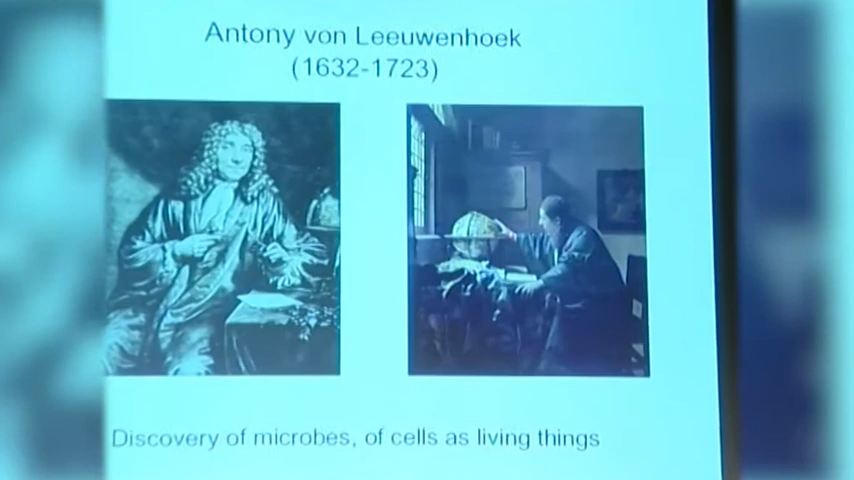 Antony von Leeuwenhoek
(1632-1723)
Discovery of microbes, of cells as living things